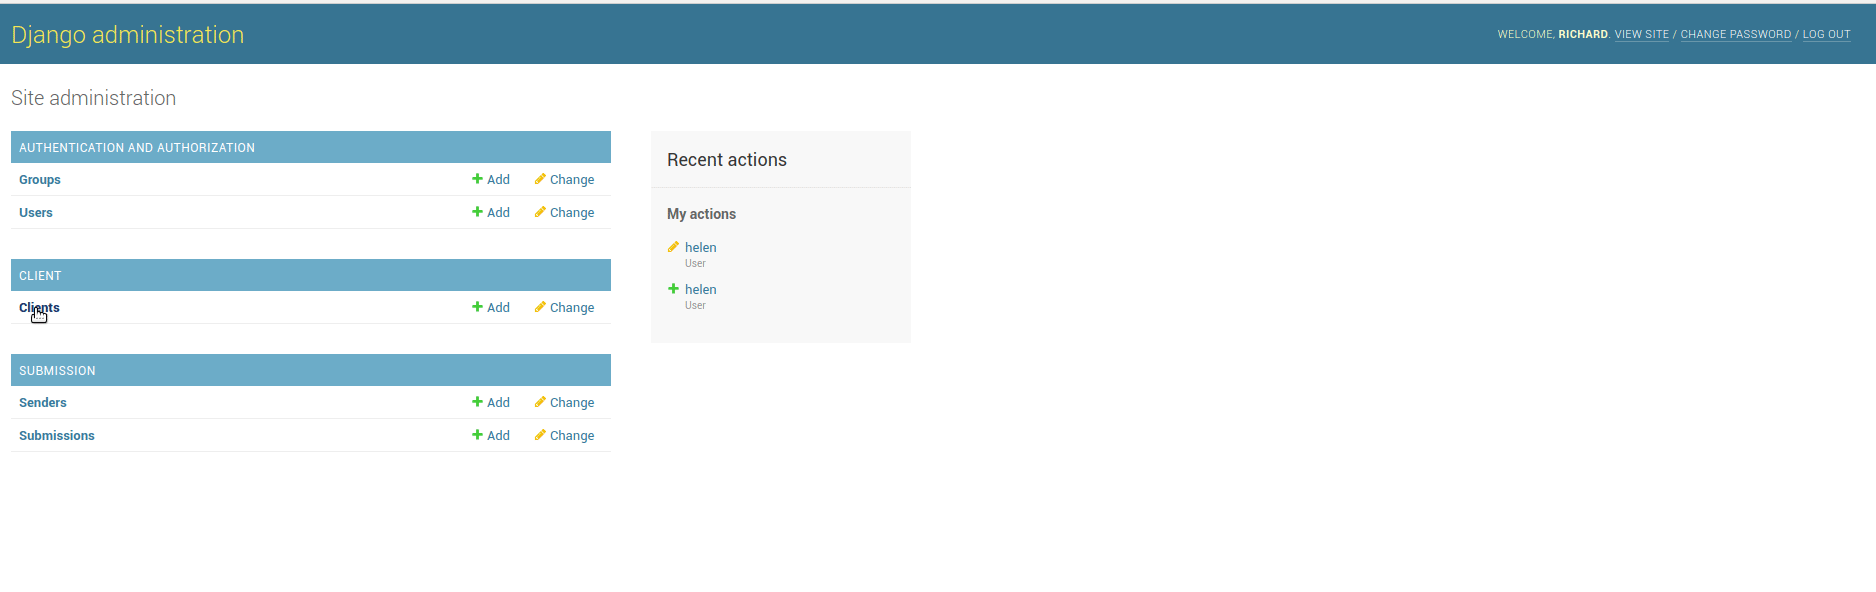 Django administration
WELCOME, RICHARD. VIEW SITE / CHANGE PASSWORD / LOG OUT
Site administration
AUTHENTICATION AND AUTHORIZATION
Groups Add Change
Users Add Change
CLIENT
Clients Add Change
SUBMISSION
Senders Add Change
Submissions Add Change
Recent actions
My actions
helen
User
helen
User